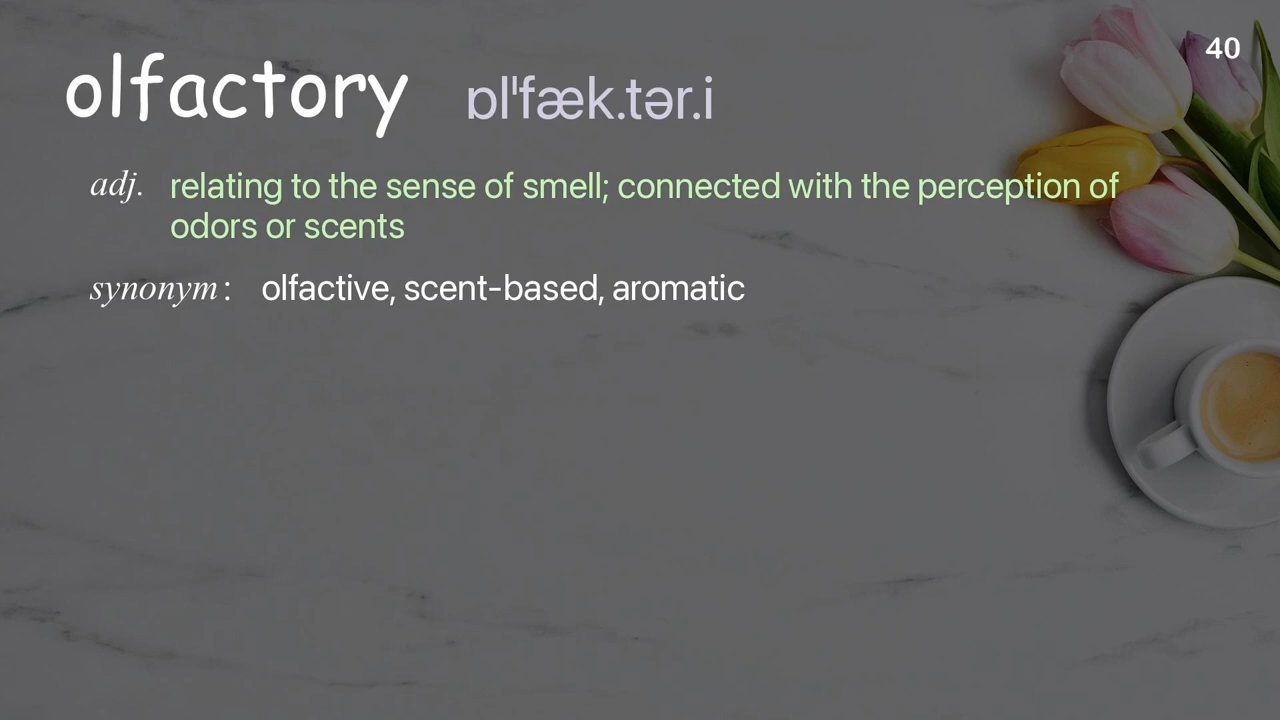 40
olfactory ɒlˈfæk.tər.i
adj. relating to the sense of smell; connected with the perception of
odors or scents
synonym: olfactive, scent-based, aromatic